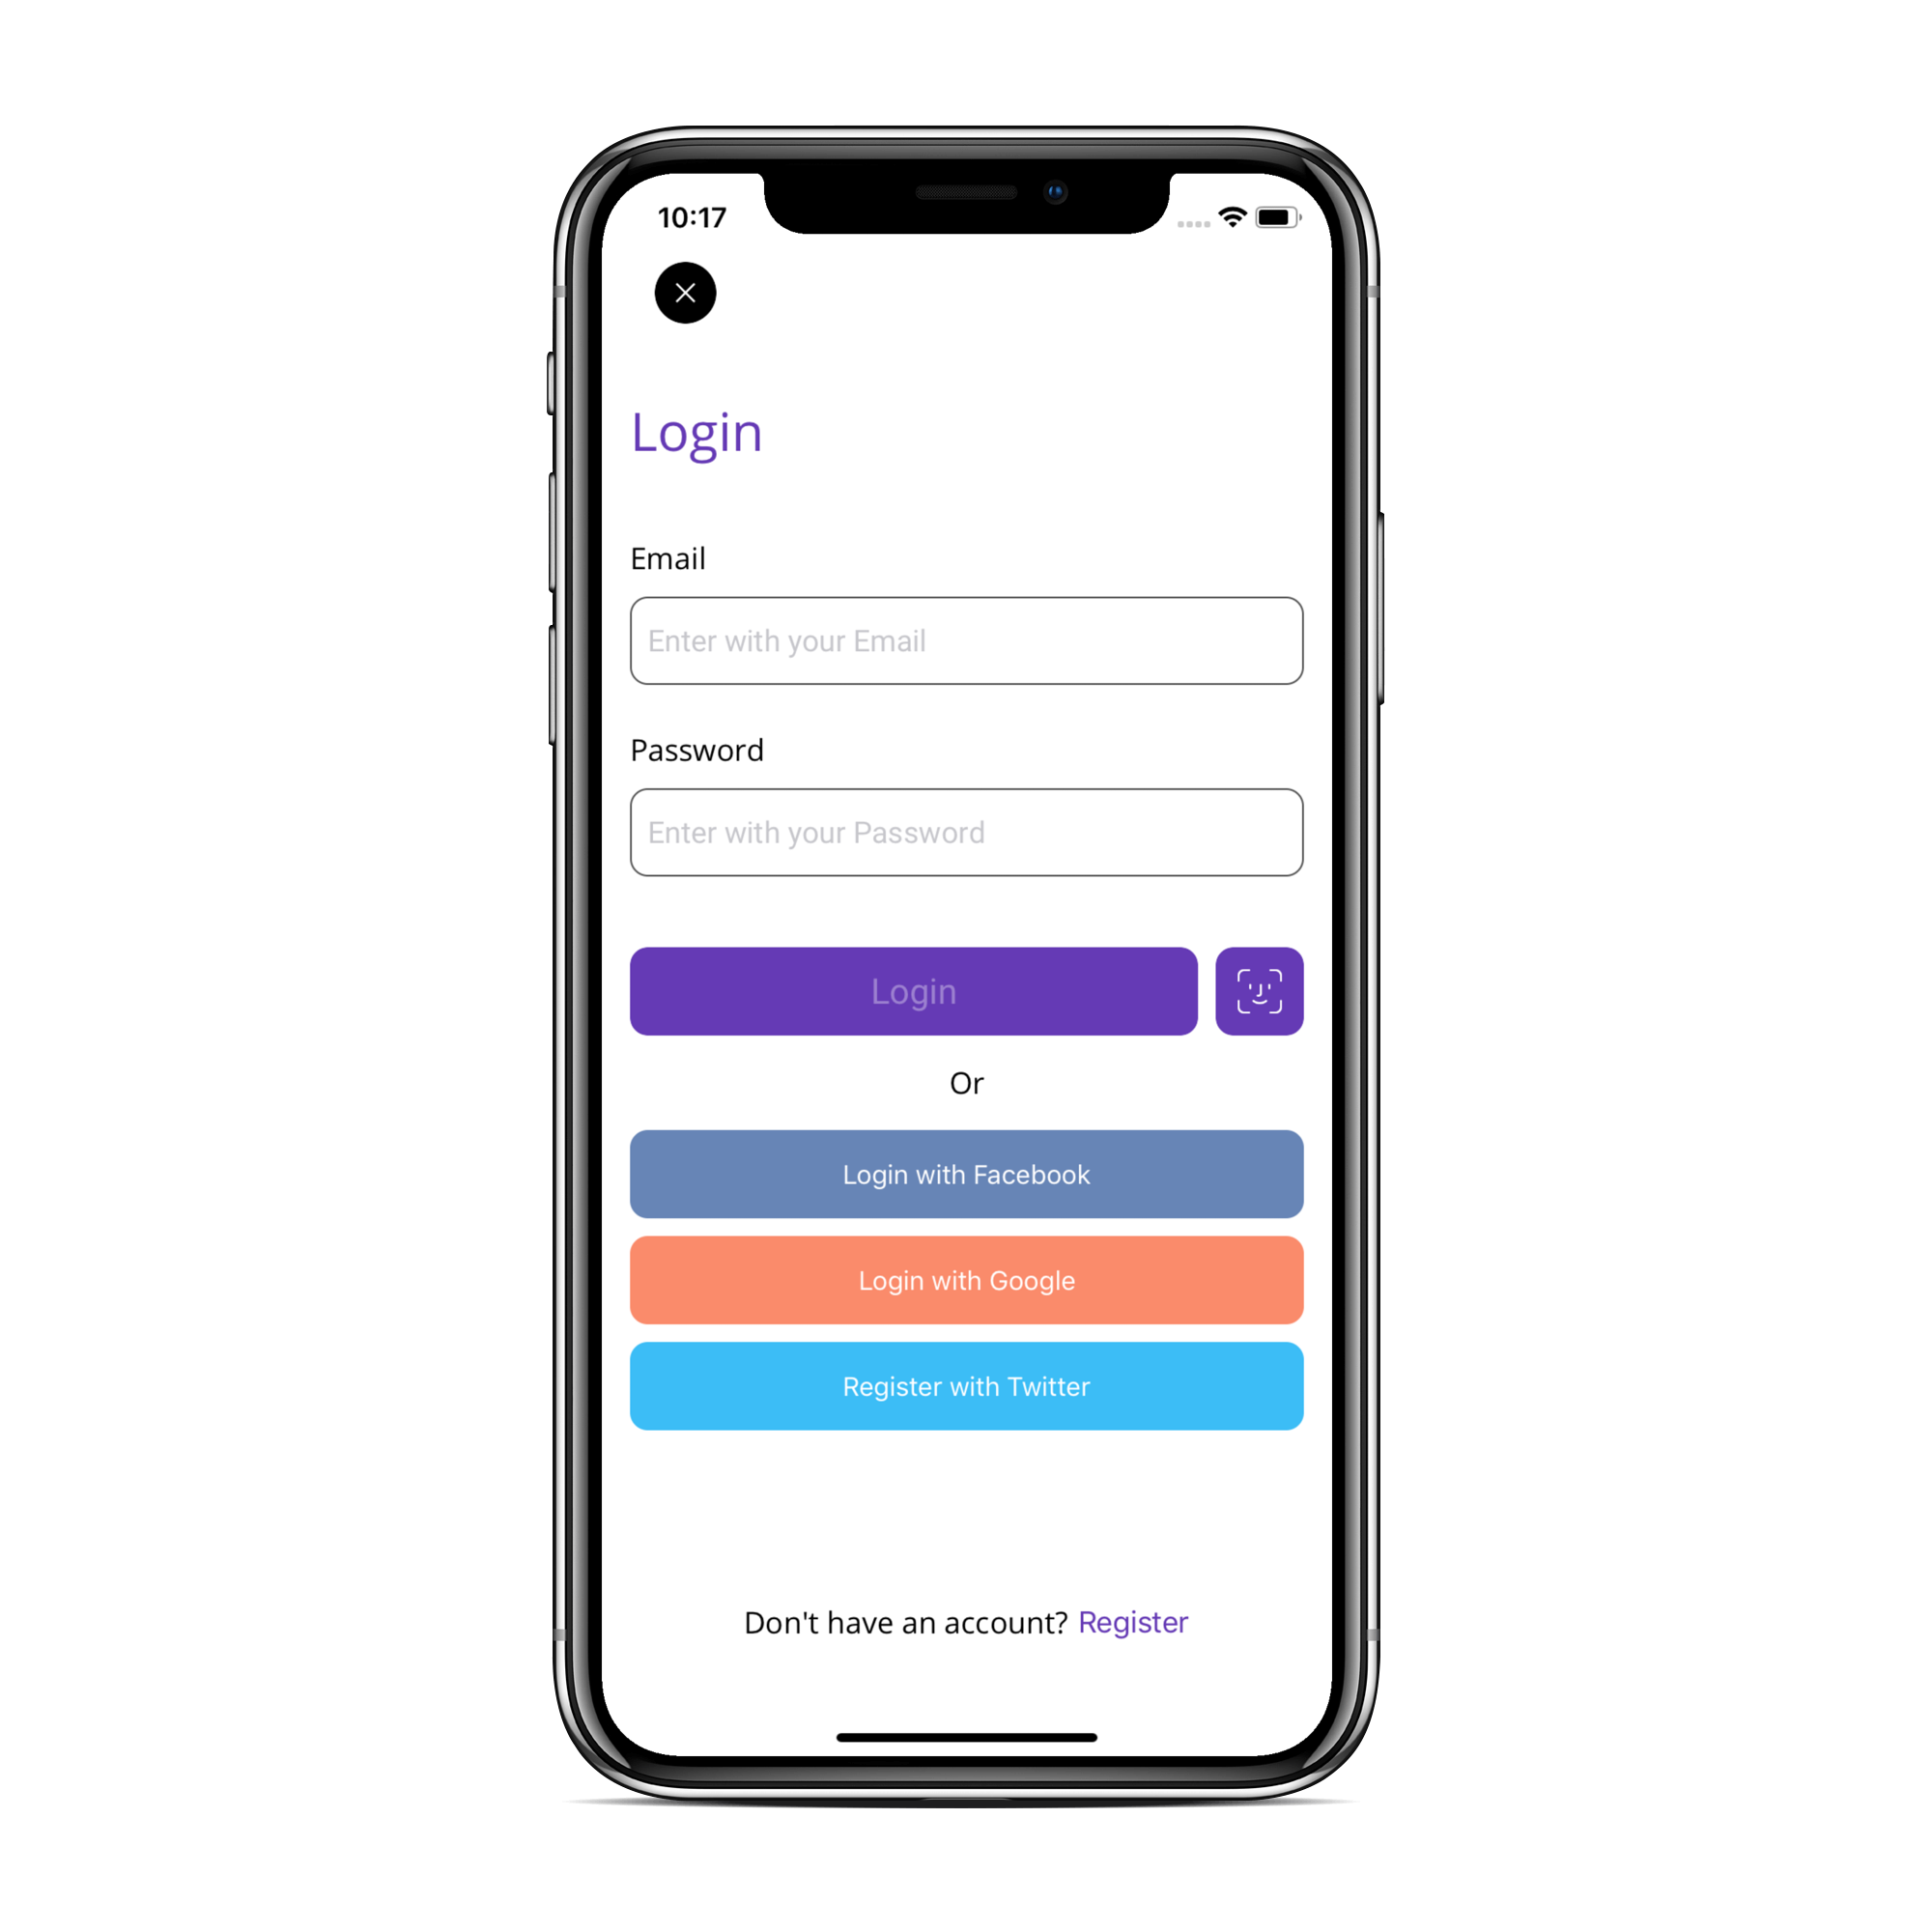 10:17
Login
Email
Enter with your Email
Password
Enter with your Password
Login
Or
Login with Facebook
Login with Google
Register with Twitter
Don't have an account? Register